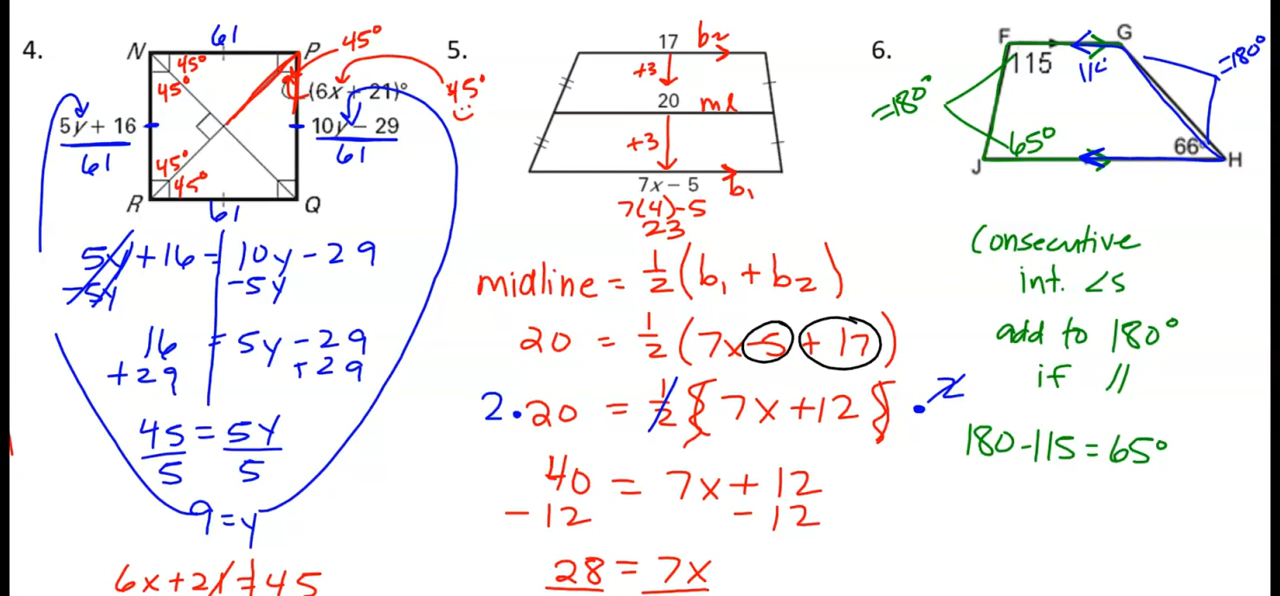 4.
N
61
P
45°
45°
45°
(6x + 21)°
45°
5y + 16
61
10y - 29
61
45°
45°
R
61
Q
5y + 16 = 10y - 29
-5y
-5y
16 = 5y - 29
+29
+29
45 = 5y
5
5
9 = y
6x + 21 = 45
5.
17
b₂
+3
20
ml
+3
7x - 5
b₁
7(4)-5
23
midline = 1/2 (b₁ + b₂)
20 = 1/2 (7x - 5 + 17)
2 · 20 = 1/2 {7x + 12} · 2
40 = 7x + 12
- 12
- 12
28 = 7x
6.
F
G
115
=180°
=180°
65°
66°
J
H
Consecutive
int. ∠s
add to 180°
if //
180 - 115 = 65°